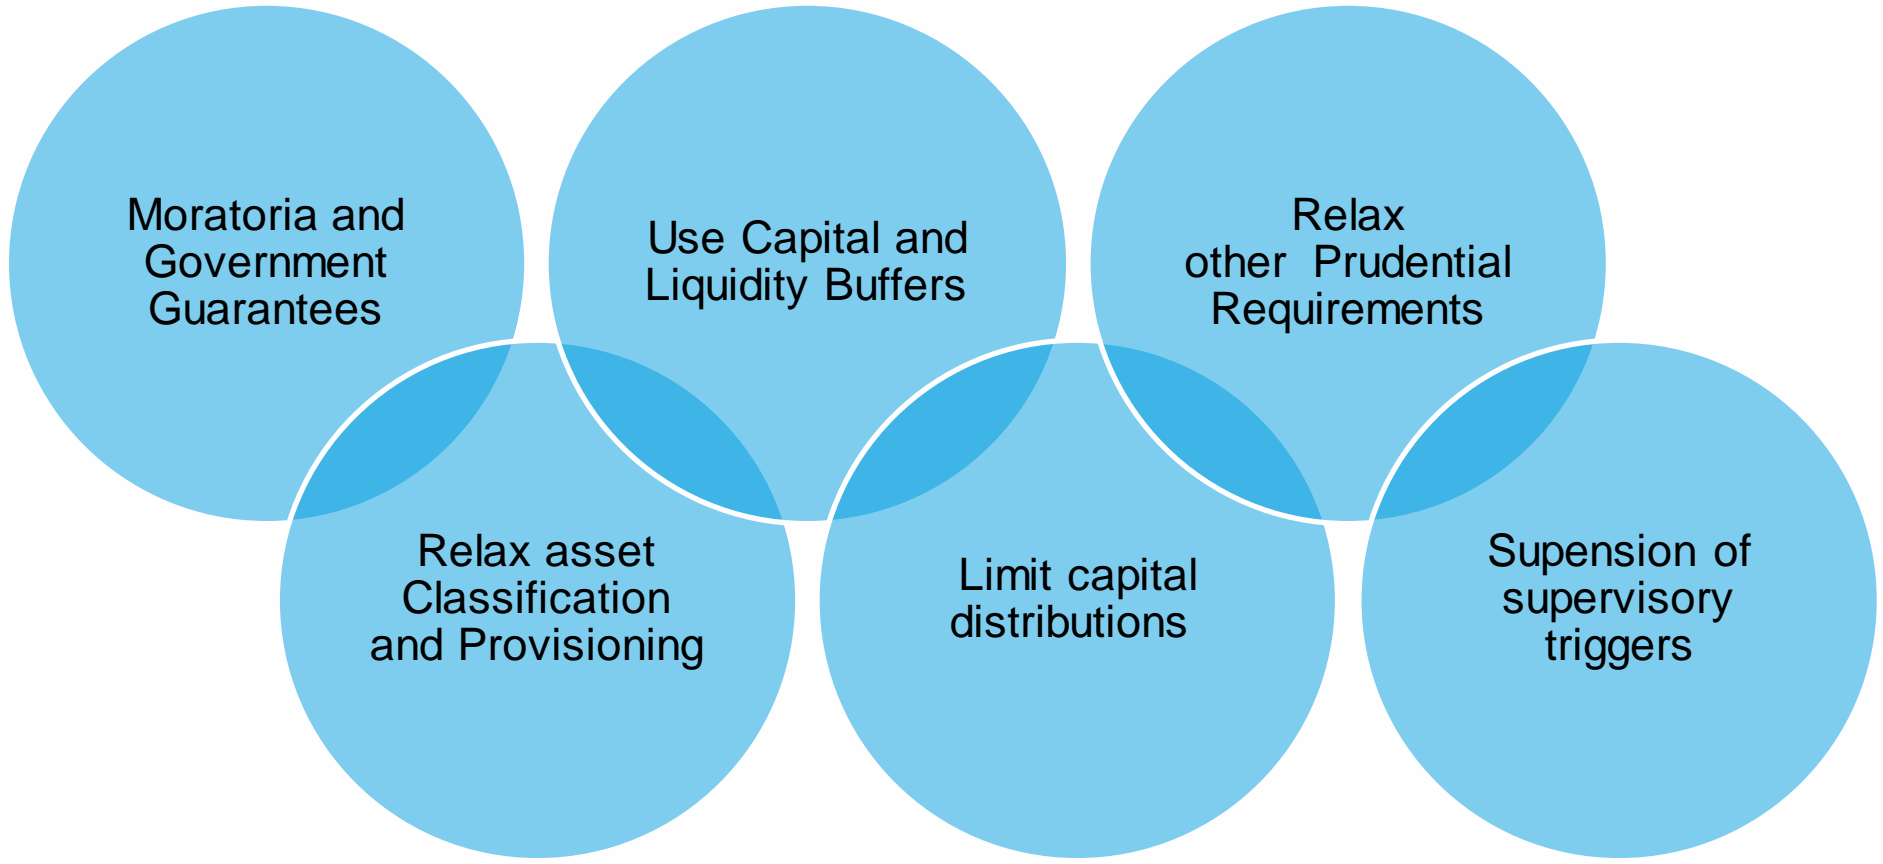 Moratoria and
Government
Guarantees
Use Capital and
Liquidity Buffers
Relax
other Prudential
Requirements
Relax asset
Classification
and Provisioning
Limit capital
distributions
Supension of
supervisory
triggers